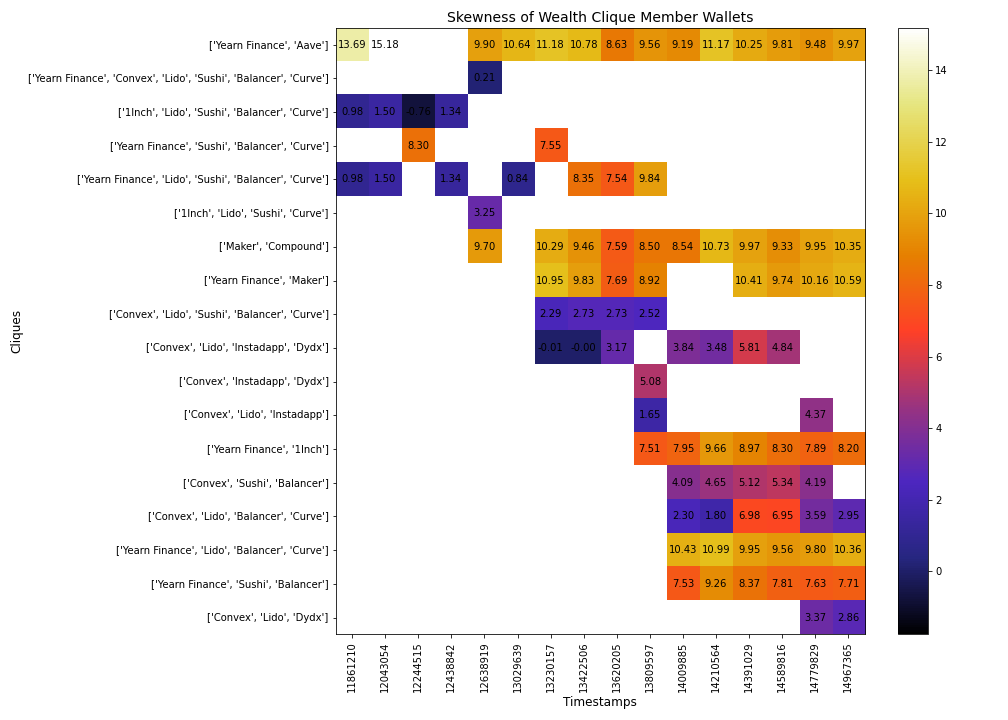 Skewness of Wealth Clique Member Wallets
['Yearn Finance', 'Aave'] 13.69 15.18 9.90 10.64 11.18 10.78 8.63 9.56 9.19 11.17 10.25 9.81 9.48 9.97
['Yearn Finance', 'Convex', 'Lido', 'Sushi', 'Balancer', 'Curve'] 0.21
['1Inch', 'Lido', 'Sushi', 'Balancer', 'Curve'] 0.98 1.50 -0.76 1.34
['Yearn Finance', 'Sushi', 'Balancer', 'Curve'] 8.30 7.55
['Yearn Finance', 'Lido', 'Sushi', 'Balancer', 'Curve'] 0.98 1.50 1.34 0.84 8.35 7.54 9.84
['1Inch', 'Lido', 'Sushi', 'Curve'] 3.25
['Maker', 'Compound'] 9.70 10.29 9.46 7.59 8.50 8.54 10.73 9.97 9.33 9.95 10.35
['Yearn Finance', 'Maker'] 10.95 9.83 7.69 8.92 10.41 9.74 10.16 10.59
['Convex', 'Lido', 'Sushi', 'Balancer', 'Curve'] 2.29 2.73 2.73 2.52
['Convex', 'Lido', 'Instadapp', 'Dydx'] -0.01 -0.00 3.17 3.84 3.48 5.81 4.84
['Convex', 'Instadapp', 'Dydx'] 5.08
['Convex', 'Lido', 'Instadapp'] 1.65 4.37
['Yearn Finance', '1Inch'] 7.51 7.95 9.66 8.97 8.30 7.89 8.20
['Convex', 'Sushi', 'Balancer'] 4.09 4.65 5.12 5.34 4.19
['Convex', 'Lido', 'Balancer', 'Curve'] 2.30 1.80 6.98 6.95 3.59 2.95
['Yearn Finance', 'Lido', 'Balancer', 'Curve'] 10.43 10.99 9.95 9.56 9.80 10.36
['Yearn Finance', 'Sushi', 'Balancer'] 7.53 9.26 8.37 7.81 7.63 7.71
['Convex', 'Lido', 'Dydx'] 3.37 2.86
Cliques
11861210
12043054
12244515
12438842
12638919
13029639
13230157
13422506
13620205
13809597
14009885
14210564
14391029
14589816
14779829
14967365
Timestamps
14
12
10
8
6
4
2
0